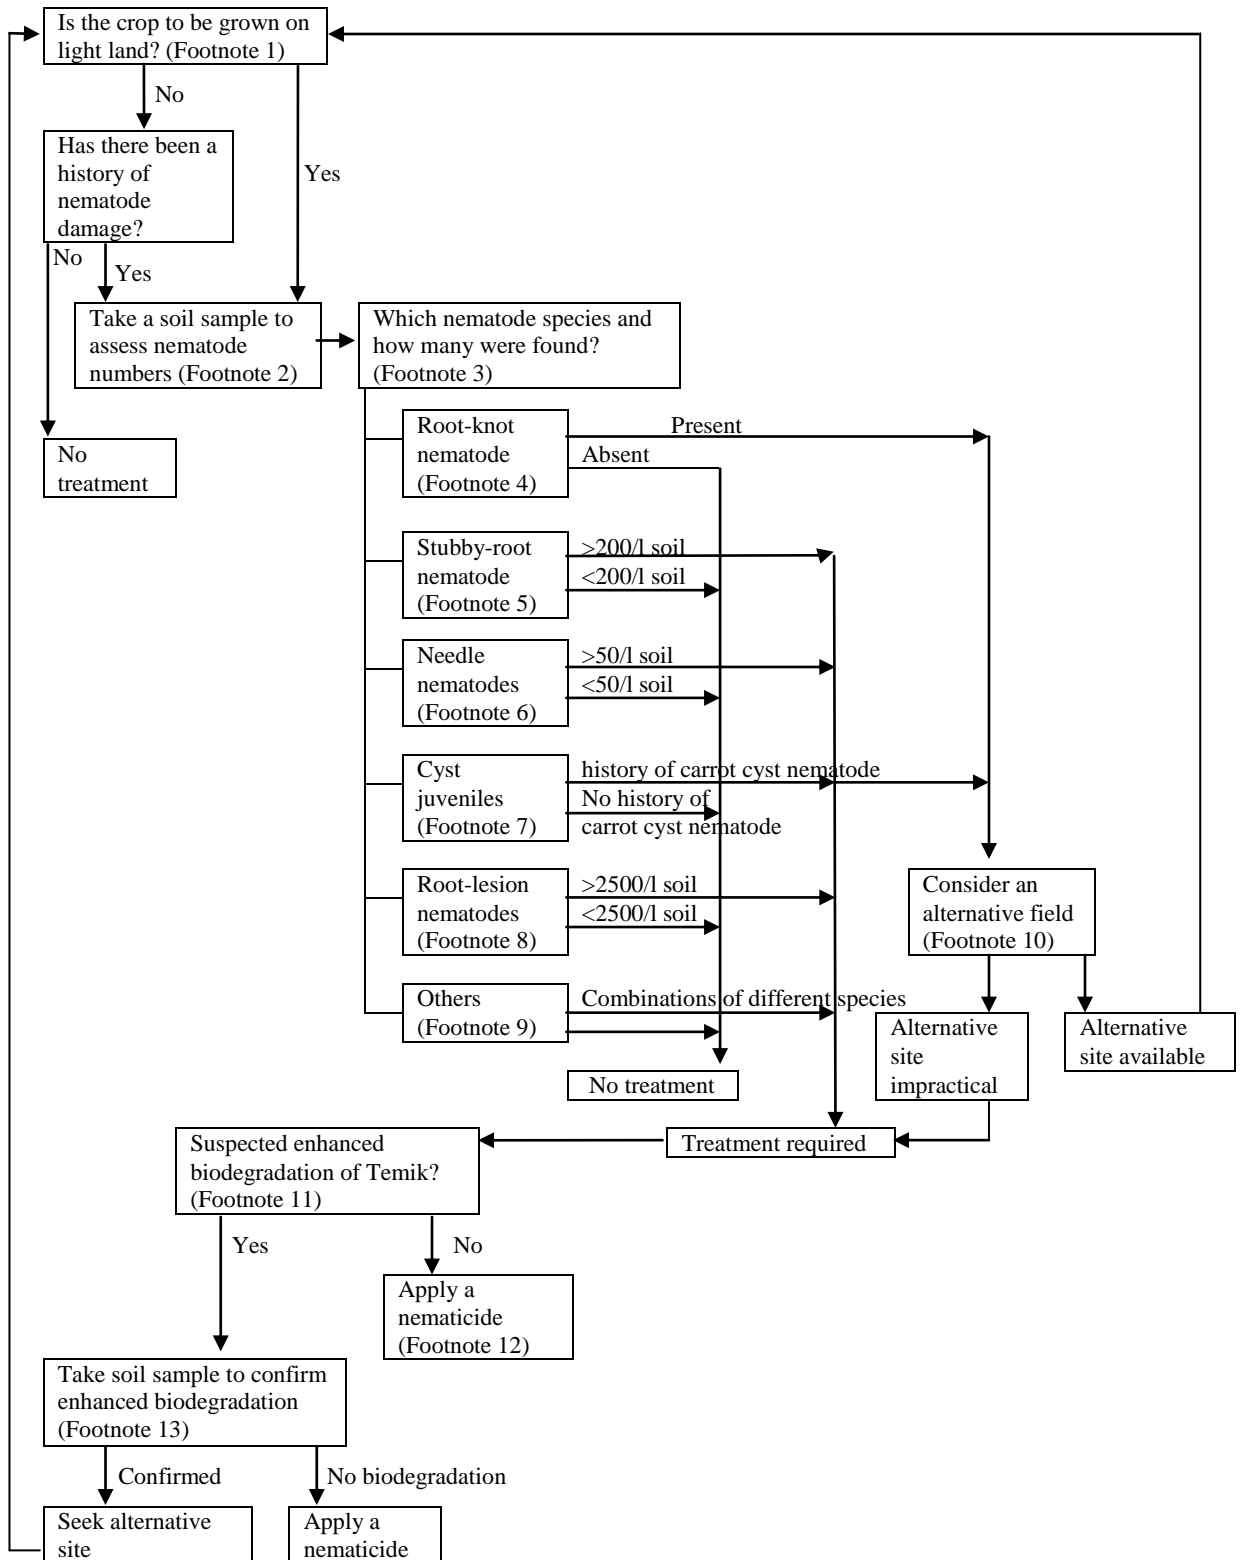 Is the crop to be grown on
light land? (Footnote 1)
No
Has there been a
history of
nematode
damage?
Yes
No
Yes
Take a soil sample to
assess nematode
numbers (Footnote 2)
Which nematode species and
how many were found?
(Footnote 3)
No
treatment
Root-knot
nematode
(Footnote 4)
Present
Absent
Stubby-root
nematode
(Footnote 5)
>200/l soil
<200/l soil
Needle
nematodes
(Footnote 6)
>50/l soil
<50/l soil
Cyst
juveniles
(Footnote 7)
history of carrot cyst nematode
No history of
carrot cyst nematode
Root-lesion
nematodes
(Footnote 8)
>2500/l soil
<2500/l soil
Consider an
alternative field
(Footnote 10)
Others
(Footnote 9)
Combinations of different species
Alternative
site
impractical
Alternative
site available
No treatment
Treatment required
Suspected enhanced
biodegradation of Temik?
(Footnote 11)
Yes
No
Apply a
nematicide
(Footnote 12)
Take soil sample to confirm
enhanced biodegradation
(Footnote 13)
Confirmed
No biodegradation
Seek alternative
site
Apply a
nematicide